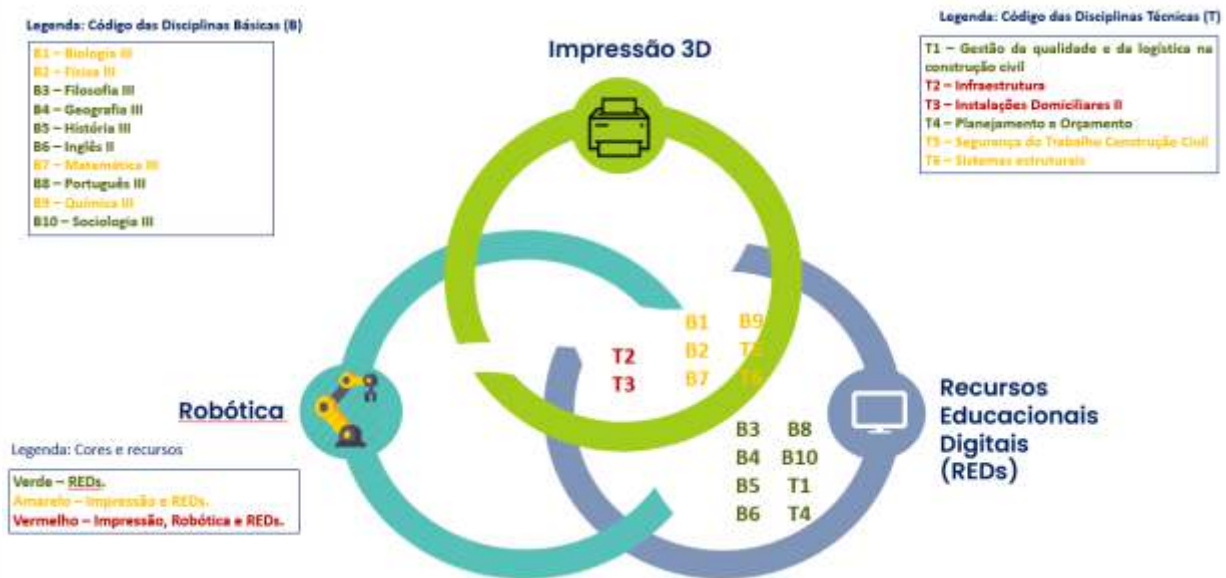 Legenda: Código das Disciplinas Básicas (B)
B1 – Biologia III
B2 – Física III
B3 – Filosofia III
B4 – Geografia III
B5 – História III
B6 – Inglês II
B7 – Matemática III
B8 – Português III
B9 – Química III
B10 – Sociologia III
Impressão 3D
Legenda: Código das Disciplinas Técnicas (T)
T1 – Gestão da qualidade e da logística na
construção civil
T2 – Infraestrutura
T3 – Instalações Domiciliares II
T4 – Planejamento e Orçamento
T5 – Segurança do Trabalho Construção Civil
T6 – Sistemas estruturais
B1 B9
B2 T5
B7 T6
T2
T3
Robótica
Recursos
Educacionais
Digitais
(REDs)
B3 B8
B4 B10
B5 T1
B6 T4
Legenda: Cores e recursos
Verde – REDs.
Amarelo – Impressão e REDs.
Vermelho – Impressão, Robótica e REDs.